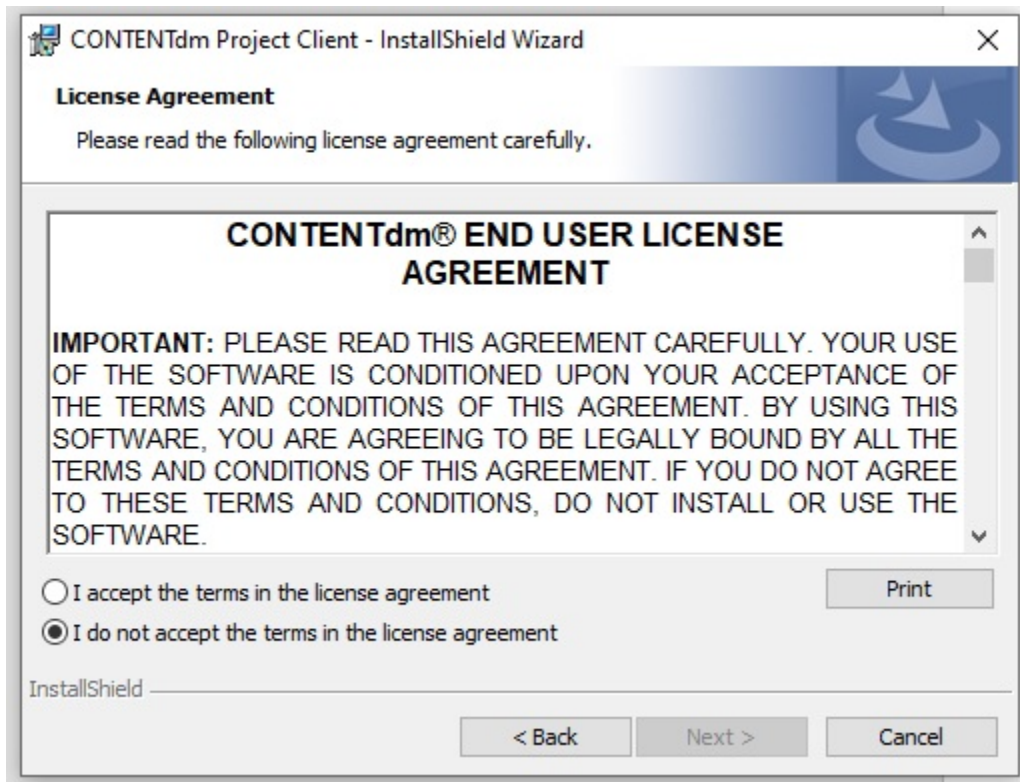 CONTENTdm Project Client - InstallShield Wizard
License Agreement
Please read the following license agreement carefully.
CONTENTdm® END USER LICENSE
AGREEMENT
IMPORTANT: PLEASE READ THIS AGREEMENT CAREFULLY. YOUR USE
OF THE SOFTWARE IS CONDITIONED UPON YOUR ACCEPTANCE OF
THE TERMS AND CONDITIONS OF THIS AGREEMENT. BY USING THIS
SOFTWARE, YOU ARE AGREEING TO BE LEGALLY BOUND BY ALL THE
TERMS AND CONDITIONS OF THIS AGREEMENT. IF YOU DO NOT AGREE
TO THESE TERMS AND CONDITIONS, DO NOT INSTALL OR USE THE
SOFTWARE.
I accept the terms in the license agreement
Print
I do not accept the terms in the license agreement
InstallShield
< Back
Next >
Cancel